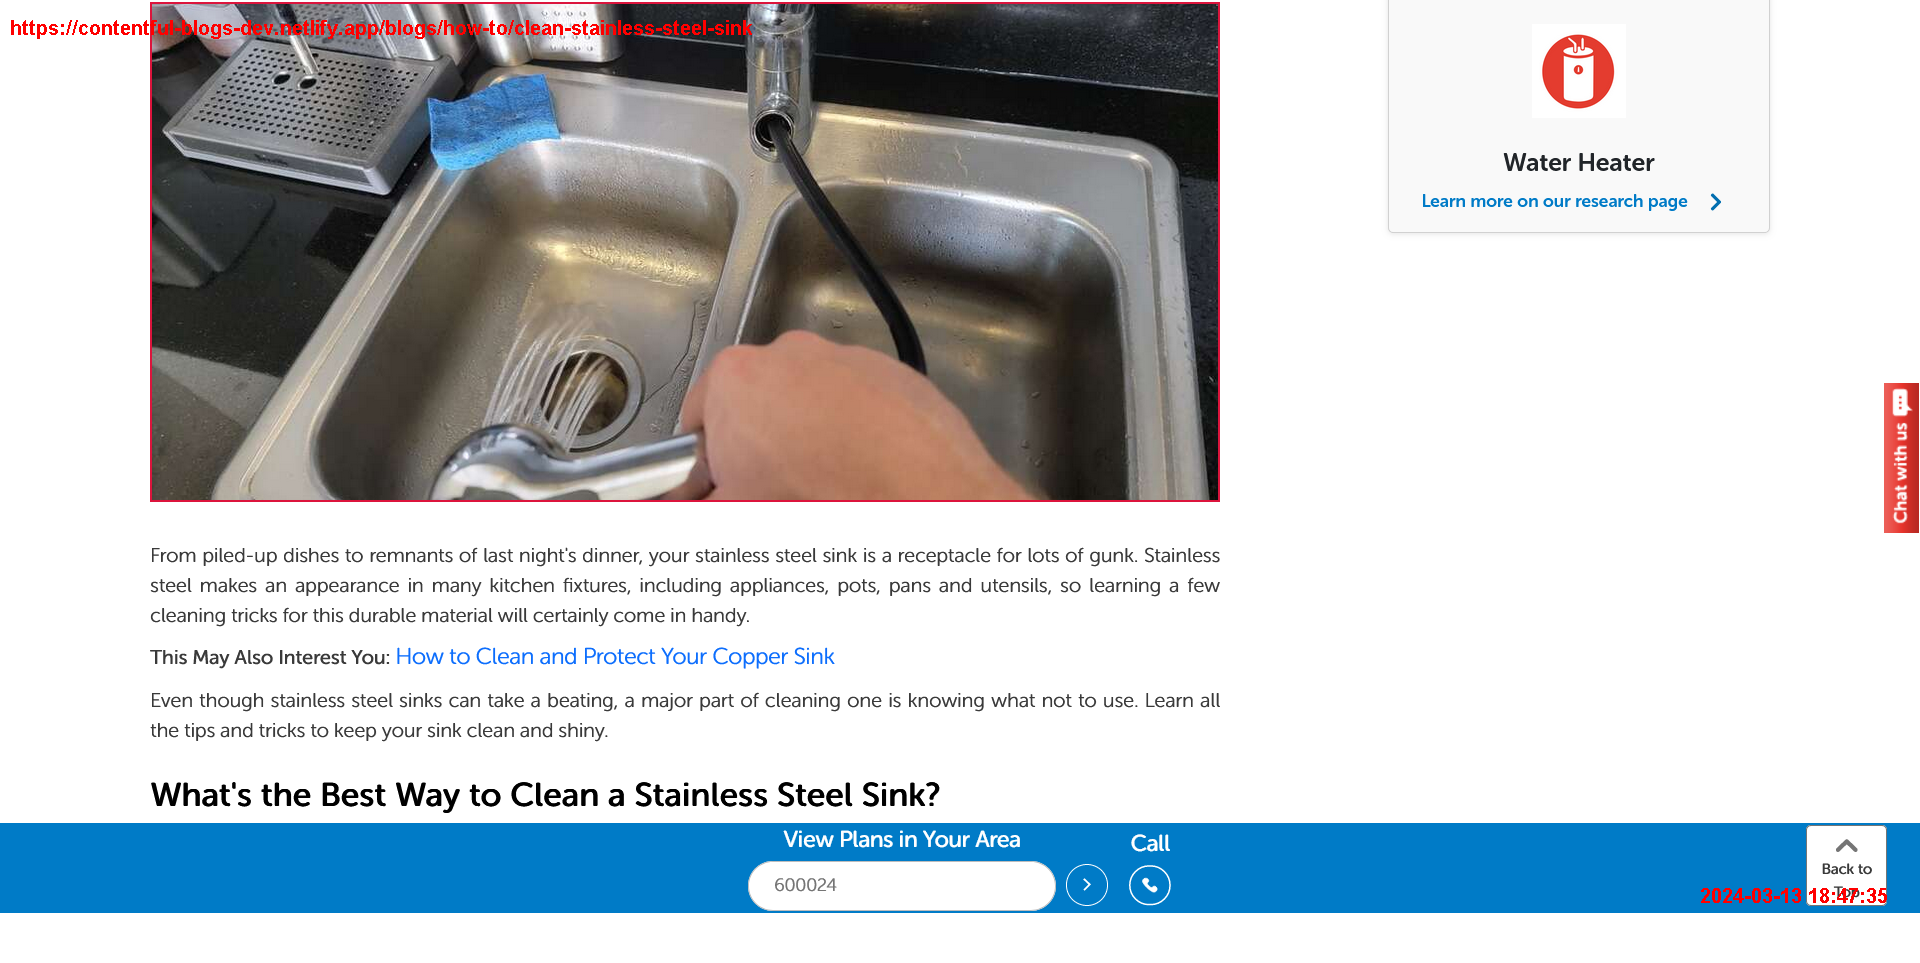 https://contentful-blogs-dev.netlify.app/blogs/how-to/clean-stainless-steel-sink
Water Heater
Learn more on our research page
Chat with us
From piled-up dishes to remnants of last night's dinner, your stainless steel sink is a receptacle for lots of gunk. Stainless
steel makes an appearance in many kitchen fixtures, including appliances, pots, pans and utensils, so learning a few
cleaning tricks for this durable material will certainly come in handy.
This May Also Interest You: How to Clean and Protect Your Copper Sink
Even though stainless steel sinks can take a beating, a major part of cleaning one is knowing what not to use. Learn all
the tips and tricks to keep your sink clean and shiny.
What's the Best Way to Clean a Stainless Steel Sink?
View Plans in Your Area
Call
600024
Back to
Top
2024-03-13 18:47:35